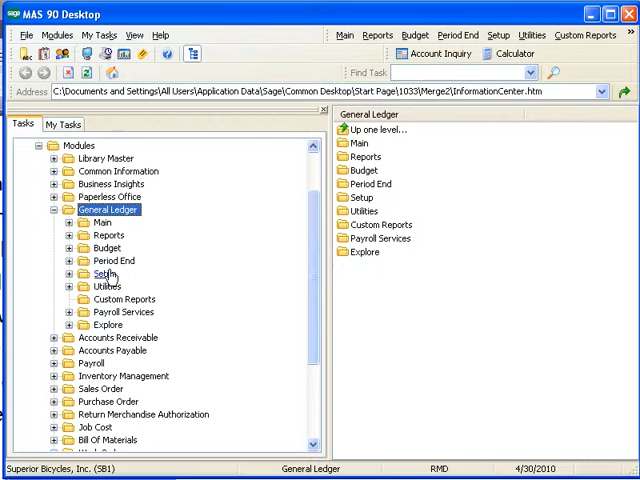 sage MAS 90 Desktop
File Modules My Tasks View Help
Main Reports Budget Period End Setup Utilities Custom Reports »
Account Inquiry Calculator
Find Task
Address C:\Documents and Settings\All Users\Application Data\Sage\Common Desktop\Start Page\1033\Merge2\InformationCenter.htm
Tasks My Tasks
Modules
Library Master
Common Information
Business Insights
Paperless Office
General Ledger
Main
Reports
Budget
Period End
Setup
Utilities
Custom Reports
Payroll Services
Explore
Accounts Receivable
Accounts Payable
Payroll
Inventory Management
Sales Order
Purchase Order
Return Merchandise Authorization
Job Cost
Bill Of Materials
General Ledger
Up one level...
Main
Reports
Budget
Period End
Setup
Utilities
Custom Reports
Payroll Services
Explore
Superior Bicycles, Inc. (SB1) General Ledger RMD 4/30/2010